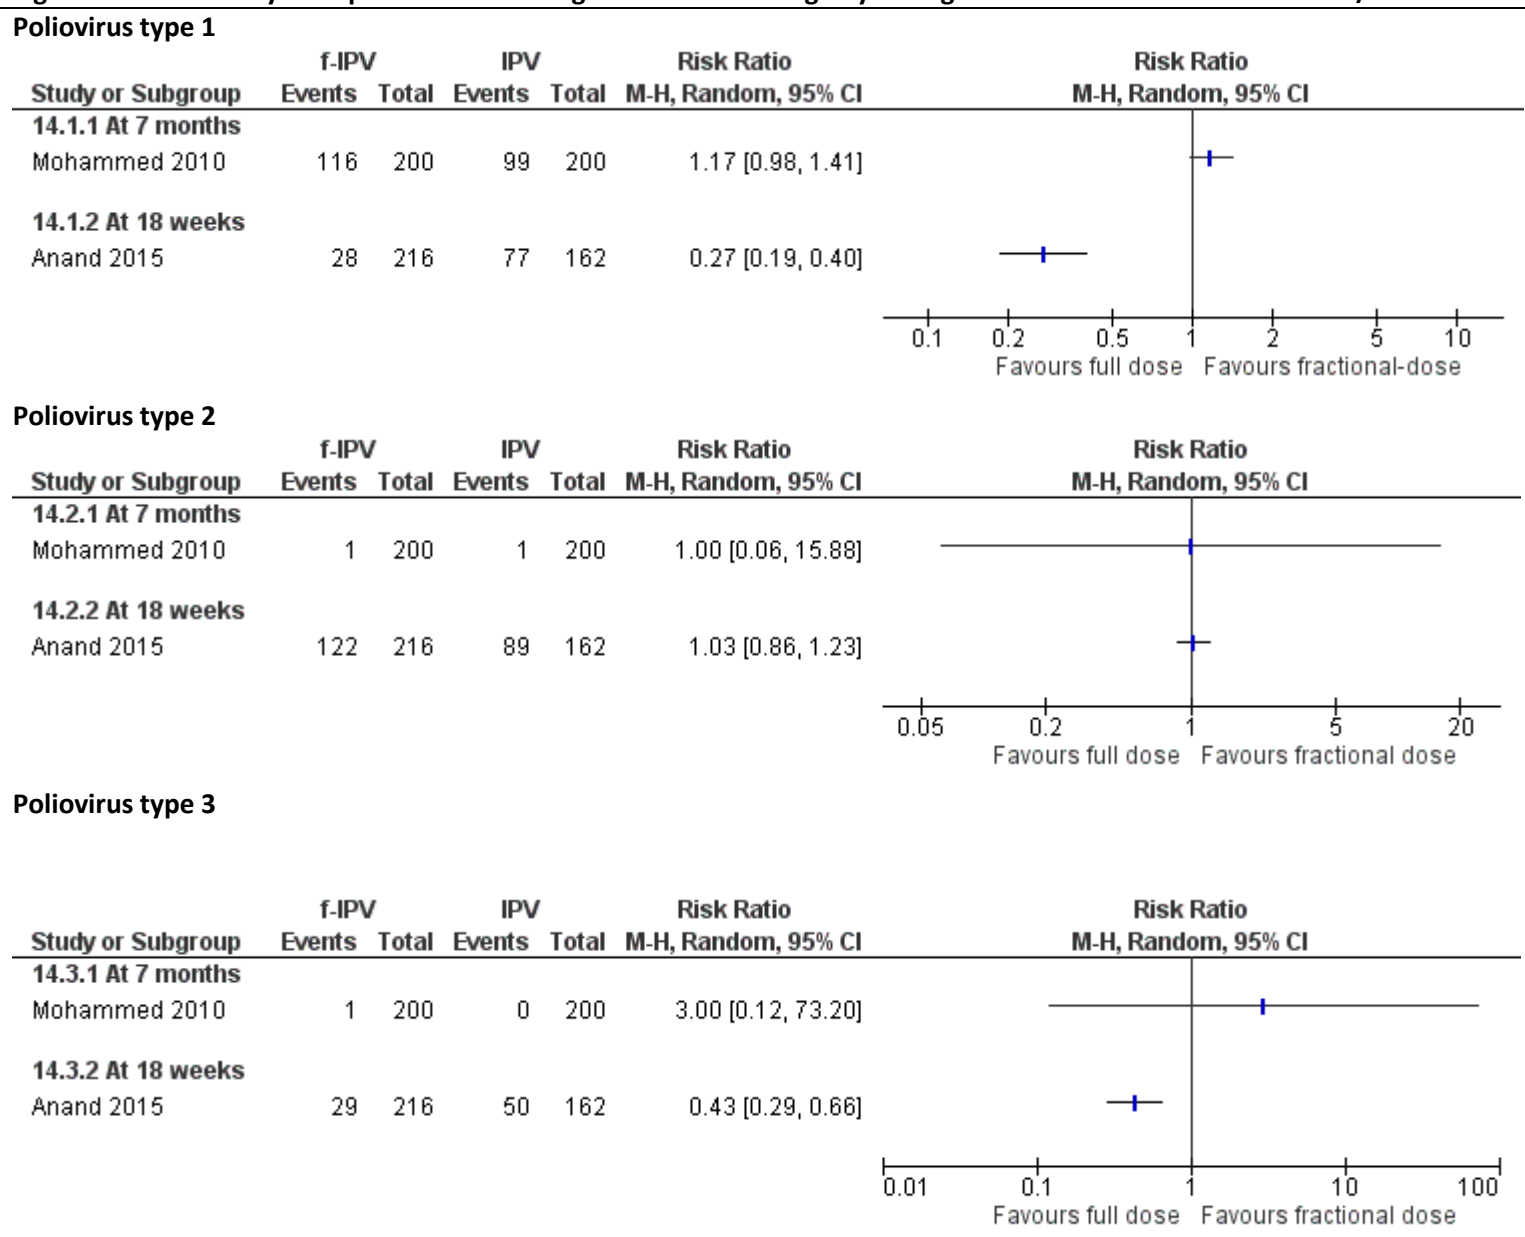 Poliovirus type 1
f-IPV IPV Risk Ratio Risk Ratio
Study or Subgroup Events Total Events Total M-H, Random, 95% CI M-H, Random, 95% CI
14.1.1 At 7 months
Mohammed 2010 116 200 99 200 1.17 [0.98, 1.41]
14.1.2 At 18 weeks
Anand 2015 28 216 77 162 0.27 [0.19, 0.40]
0.1 0.2 0.5 1 2 5 10
Favours full dose Favours fractional-dose
Poliovirus type 2
f-IPV IPV Risk Ratio Risk Ratio
Study or Subgroup Events Total Events Total M-H, Random, 95% CI M-H, Random, 95% CI
14.2.1 At 7 months
Mohammed 2010 1 200 1 200 1.00 [0.06, 15.88]
14.2.2 At 18 weeks
Anand 2015 122 216 89 162 1.03 [0.86, 1.23]
0.05 0.2 1 5 20
Favours full dose Favours fractional dose
Poliovirus type 3
f-IPV IPV Risk Ratio Risk Ratio
Study or Subgroup Events Total Events Total M-H, Random, 95% CI M-H, Random, 95% CI
14.3.1 At 7 months
Mohammed 2010 1 200 0 200 3.00 [0.12, 73.20]
14.3.2 At 18 weeks
Anand 2015 29 216 50 162 0.43 [0.29, 0.66]
0.01 0.1 1 10 100
Favours full dose Favours fractional dose